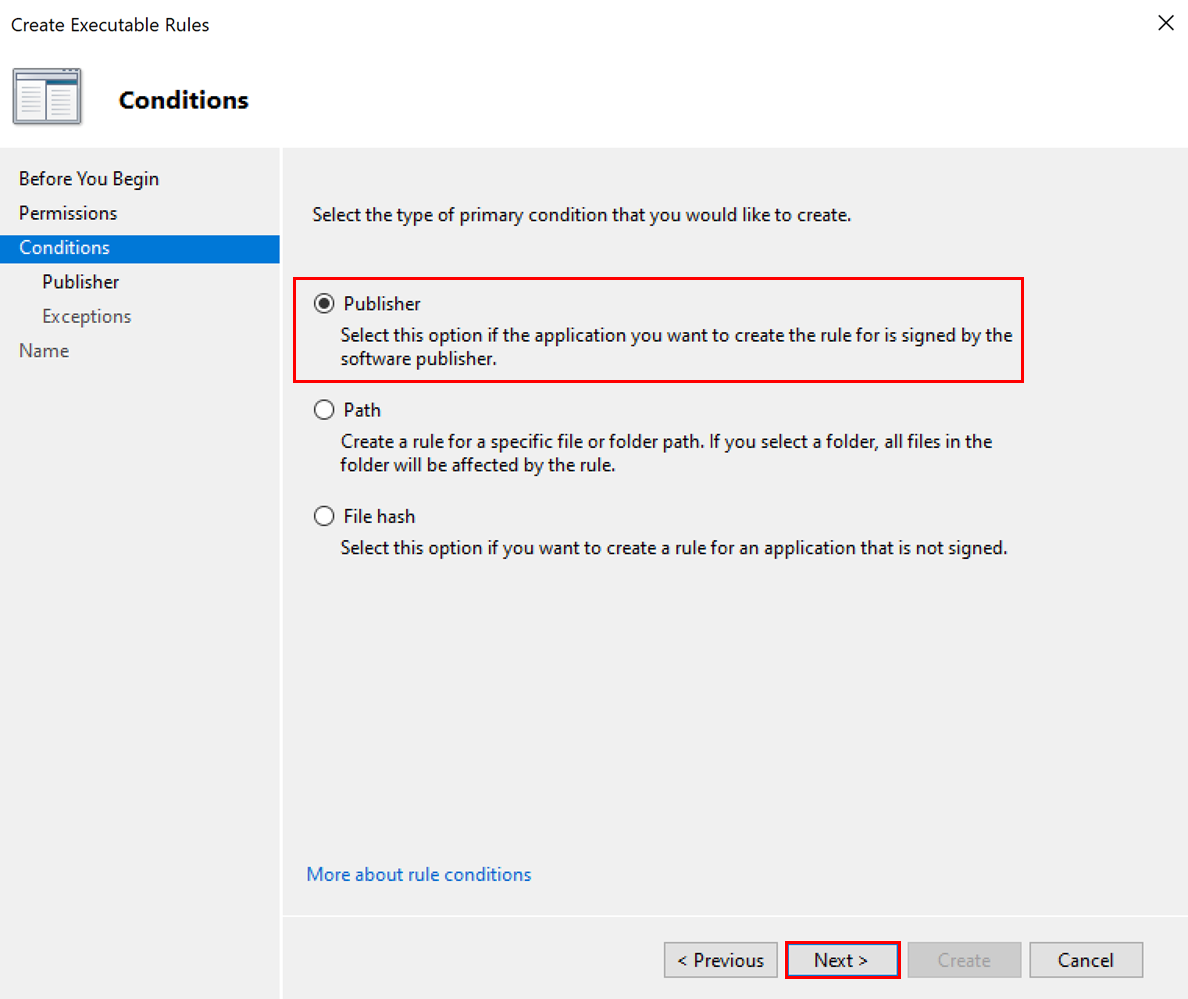 Create Executable Rules
Conditions
Before You Begin
Permissions
Conditions
Publisher
Exceptions
Name
Select the type of primary condition that you would like to create.
Publisher
Select this option if the application you want to create the rule for is signed by the
software publisher.
Path
Create a rule for a specific file or folder path. If you select a folder, all files in the
folder will be affected by the rule.
File hash
Select this option if you want to create a rule for an application that is not signed.
More about rule conditions
< Previous
Next >
Create
Cancel